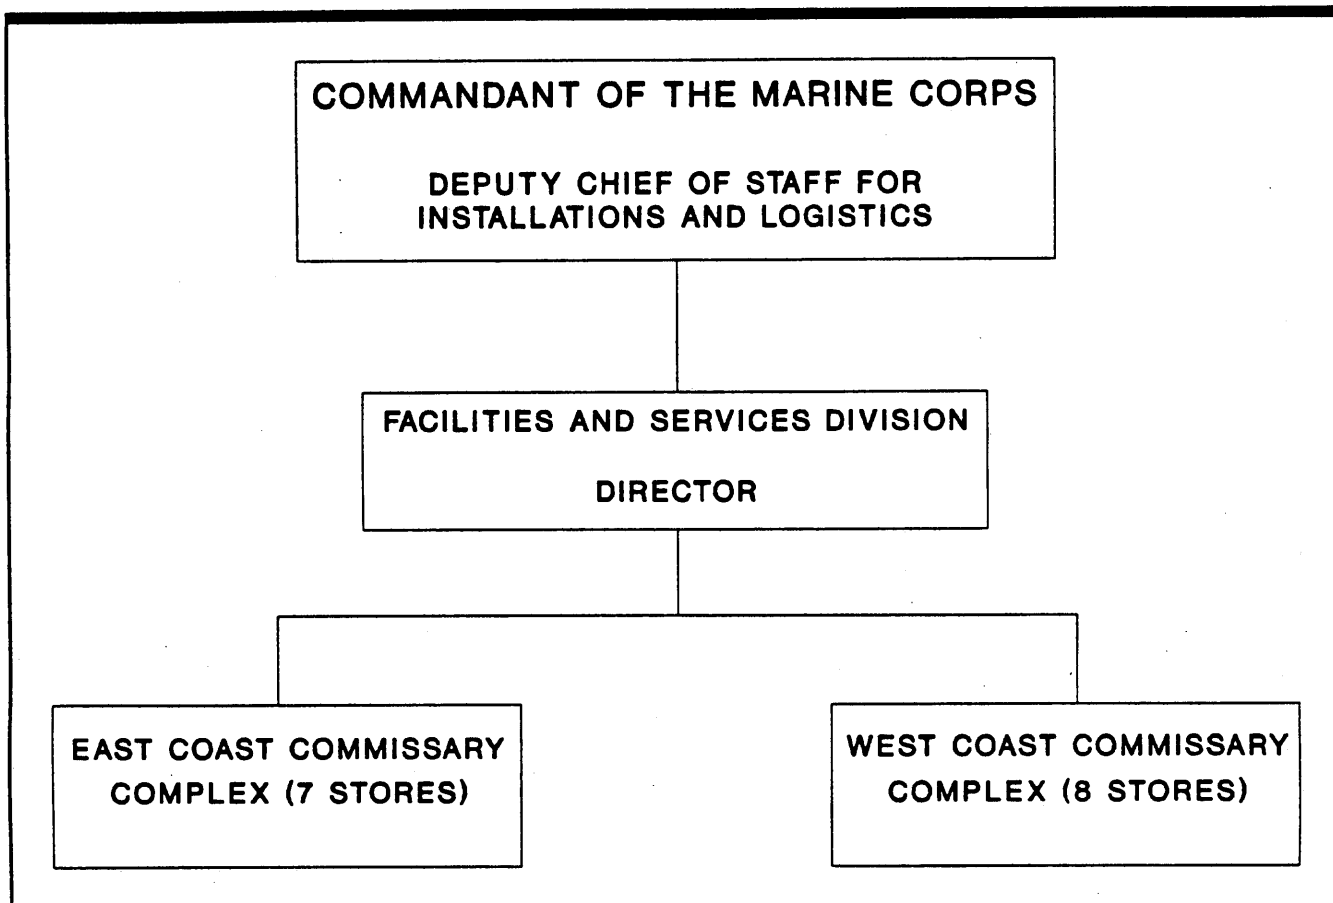 COMMANDANT OF THE MARINE CORPS
DEPUTY CHIEF OF STAFF FOR
INSTALLATIONS AND LOGISTICS
FACILITIES AND SERVICES DIVISION
DIRECTOR
EAST COAST COMMISSARY
COMPLEX (7 STORES)
WEST COAST COMMISSARY
COMPLEX (8 STORES)